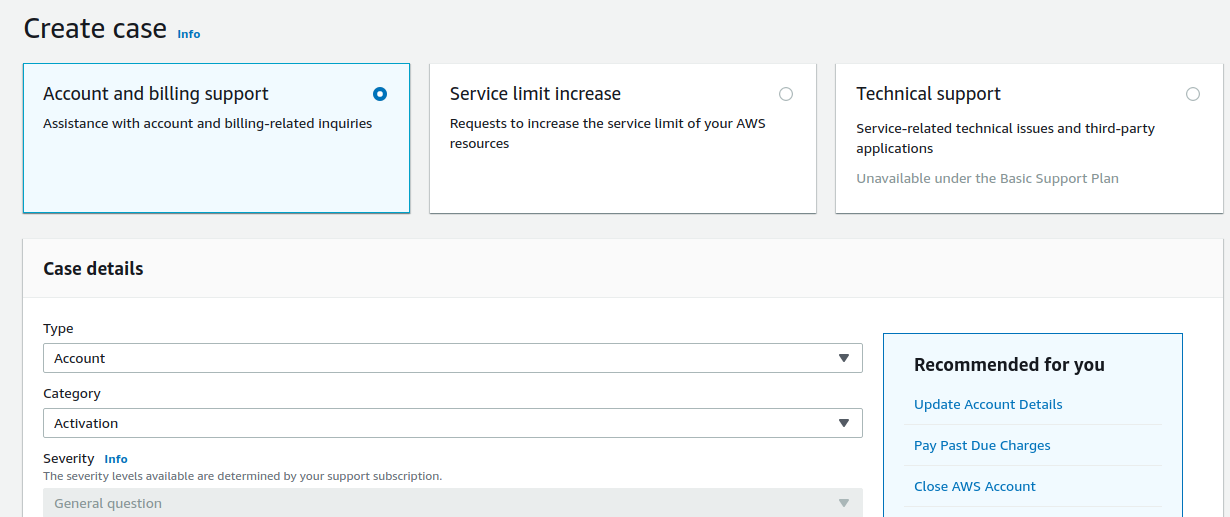 Create case Info
Account and billing support
Assistance with account and billing-related inquiries
Service limit increase
Requests to increase the service limit of your AWS
resources
Technical support
Service-related technical issues and third-party
applications
Unavailable under the Basic Support Plan
Case details
Type
Account
Category
Activation
Severity Info
The severity levels available are determined by your support subscription.
General question
Recommended for you
Update Account Details
Pay Past Due Charges
Close AWS Account